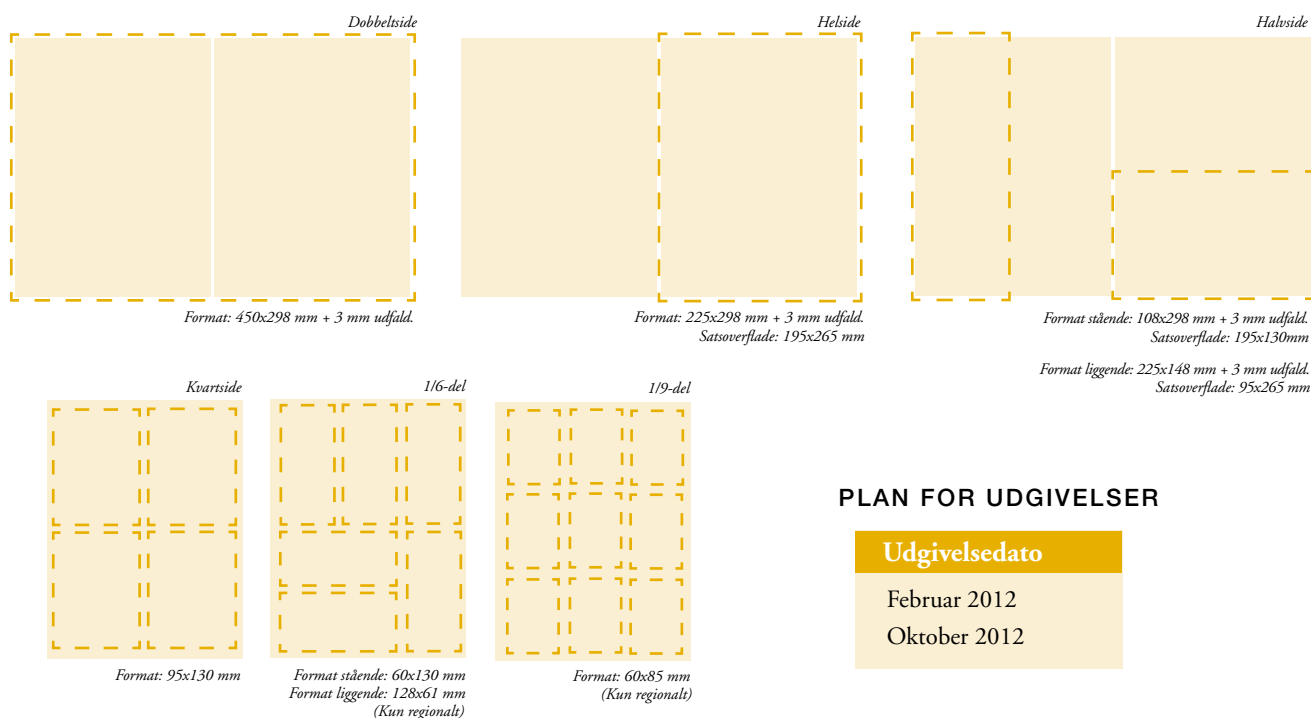 Dobbeltside
Format: 450x298 mm + 3 mm udfald.
Helside
Format: 225x298 mm + 3 mm udfald.
Satsoverflade: 195x265 mm
Halvside
Format stående: 108x298 mm + 3 mm udfald.
Satsoverflade: 195x130mm
Format liggende: 225x148 mm + 3 mm udfald.
Satsoverflade: 95x265 mm
Kvartside
Format: 95x130 mm
1/6-del
Format stående: 60x130 mm
Format liggende: 128x61 mm
(Kun regionalt)
1/9-del
Format: 60x85 mm
(Kun regionalt)
PLAN FOR UDGIVELSER
Udgivelsedato
Februar 2012
Oktober 2012